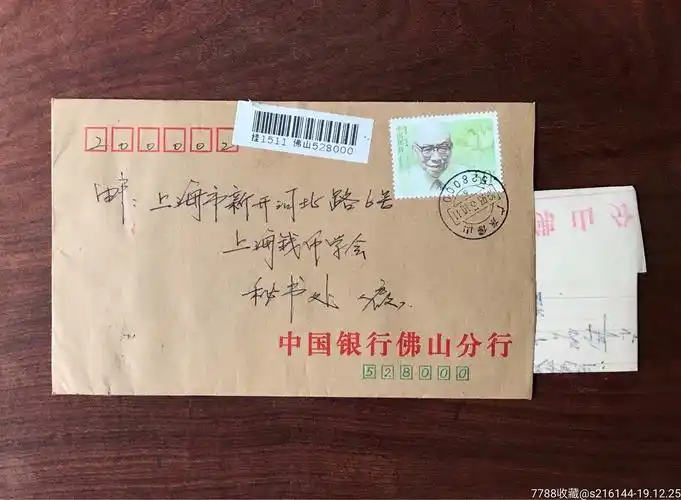 200002
挂1511 佛山528000
邮：上海市新开河北路6号
上海钱币学会
秘书处 收
中国银行佛山分行
528000
7788收藏@s216144-19.12.25